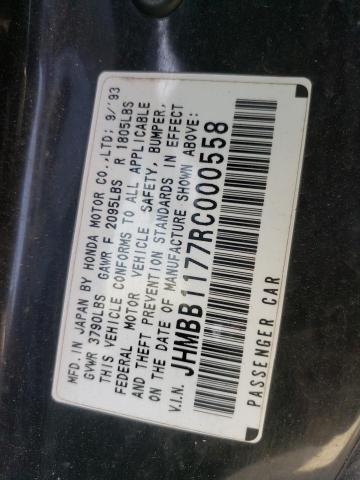 MFD. IN JAPAN BY HONDA MOTOR CO.,LTD; 9/'93
GVWR 3790LBS GAWR F 2095LBS R 1805LBS
THIS VEHICLE CONFORMS TO ALL APPLICABLE
FEDERAL MOTOR VEHICLE SAFETY, BUMPER,
AND THEFT PREVENTION STANDARDS IN EFFECT
ON THE DATE OF MANUFACTURE SHOWN ABOVE:
V.I.N. JHMBB1177RC000558
PASSENGER CAR